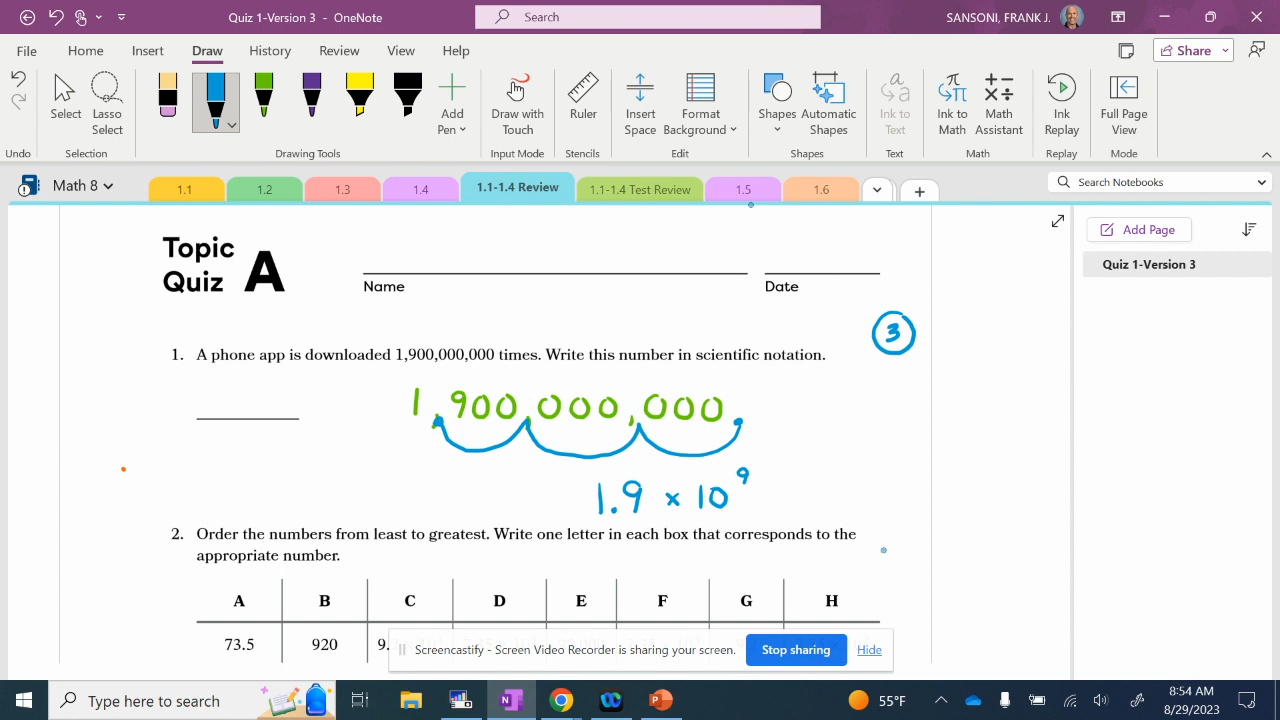 Quiz 1-Version 3 - OneNote
Search
SANSONI, FRANK J.
File Home Insert Draw History Review View Help
Share
Select
Lasso Select
Add Pen
Draw with Touch
Ruler
Insert Space
Format Background
Shapes
Automatic Shapes
Ink to Text
Ink to Math
Math Assistant
Ink Replay
Full Page View
Undo Selection Drawing Tools Input Mode Stencils Edit Shapes Text Math Replay Mode
Math 8
1.1 1.2 1.3 1.4 1.1-1.4 Review 1.1-1.4 Test Review 1.5 1.6
Search Notebooks
Add Page
Quiz 1-Version 3
Topic Quiz A
Name Date
3
1. A phone app is downloaded 1,900,000,000 times. Write this number in scientific notation.
1,900,000,000.
1.9 × 10⁹
2. Order the numbers from least to greatest. Write one letter in each box that corresponds to the
appropriate number.
A B C D E F G H
73.5 920 9.
Screencastify - Screen Video Recorder is sharing your screen.
Stop sharing
Hide
Type here to search
55°F
8:54 AM
8/29/2023